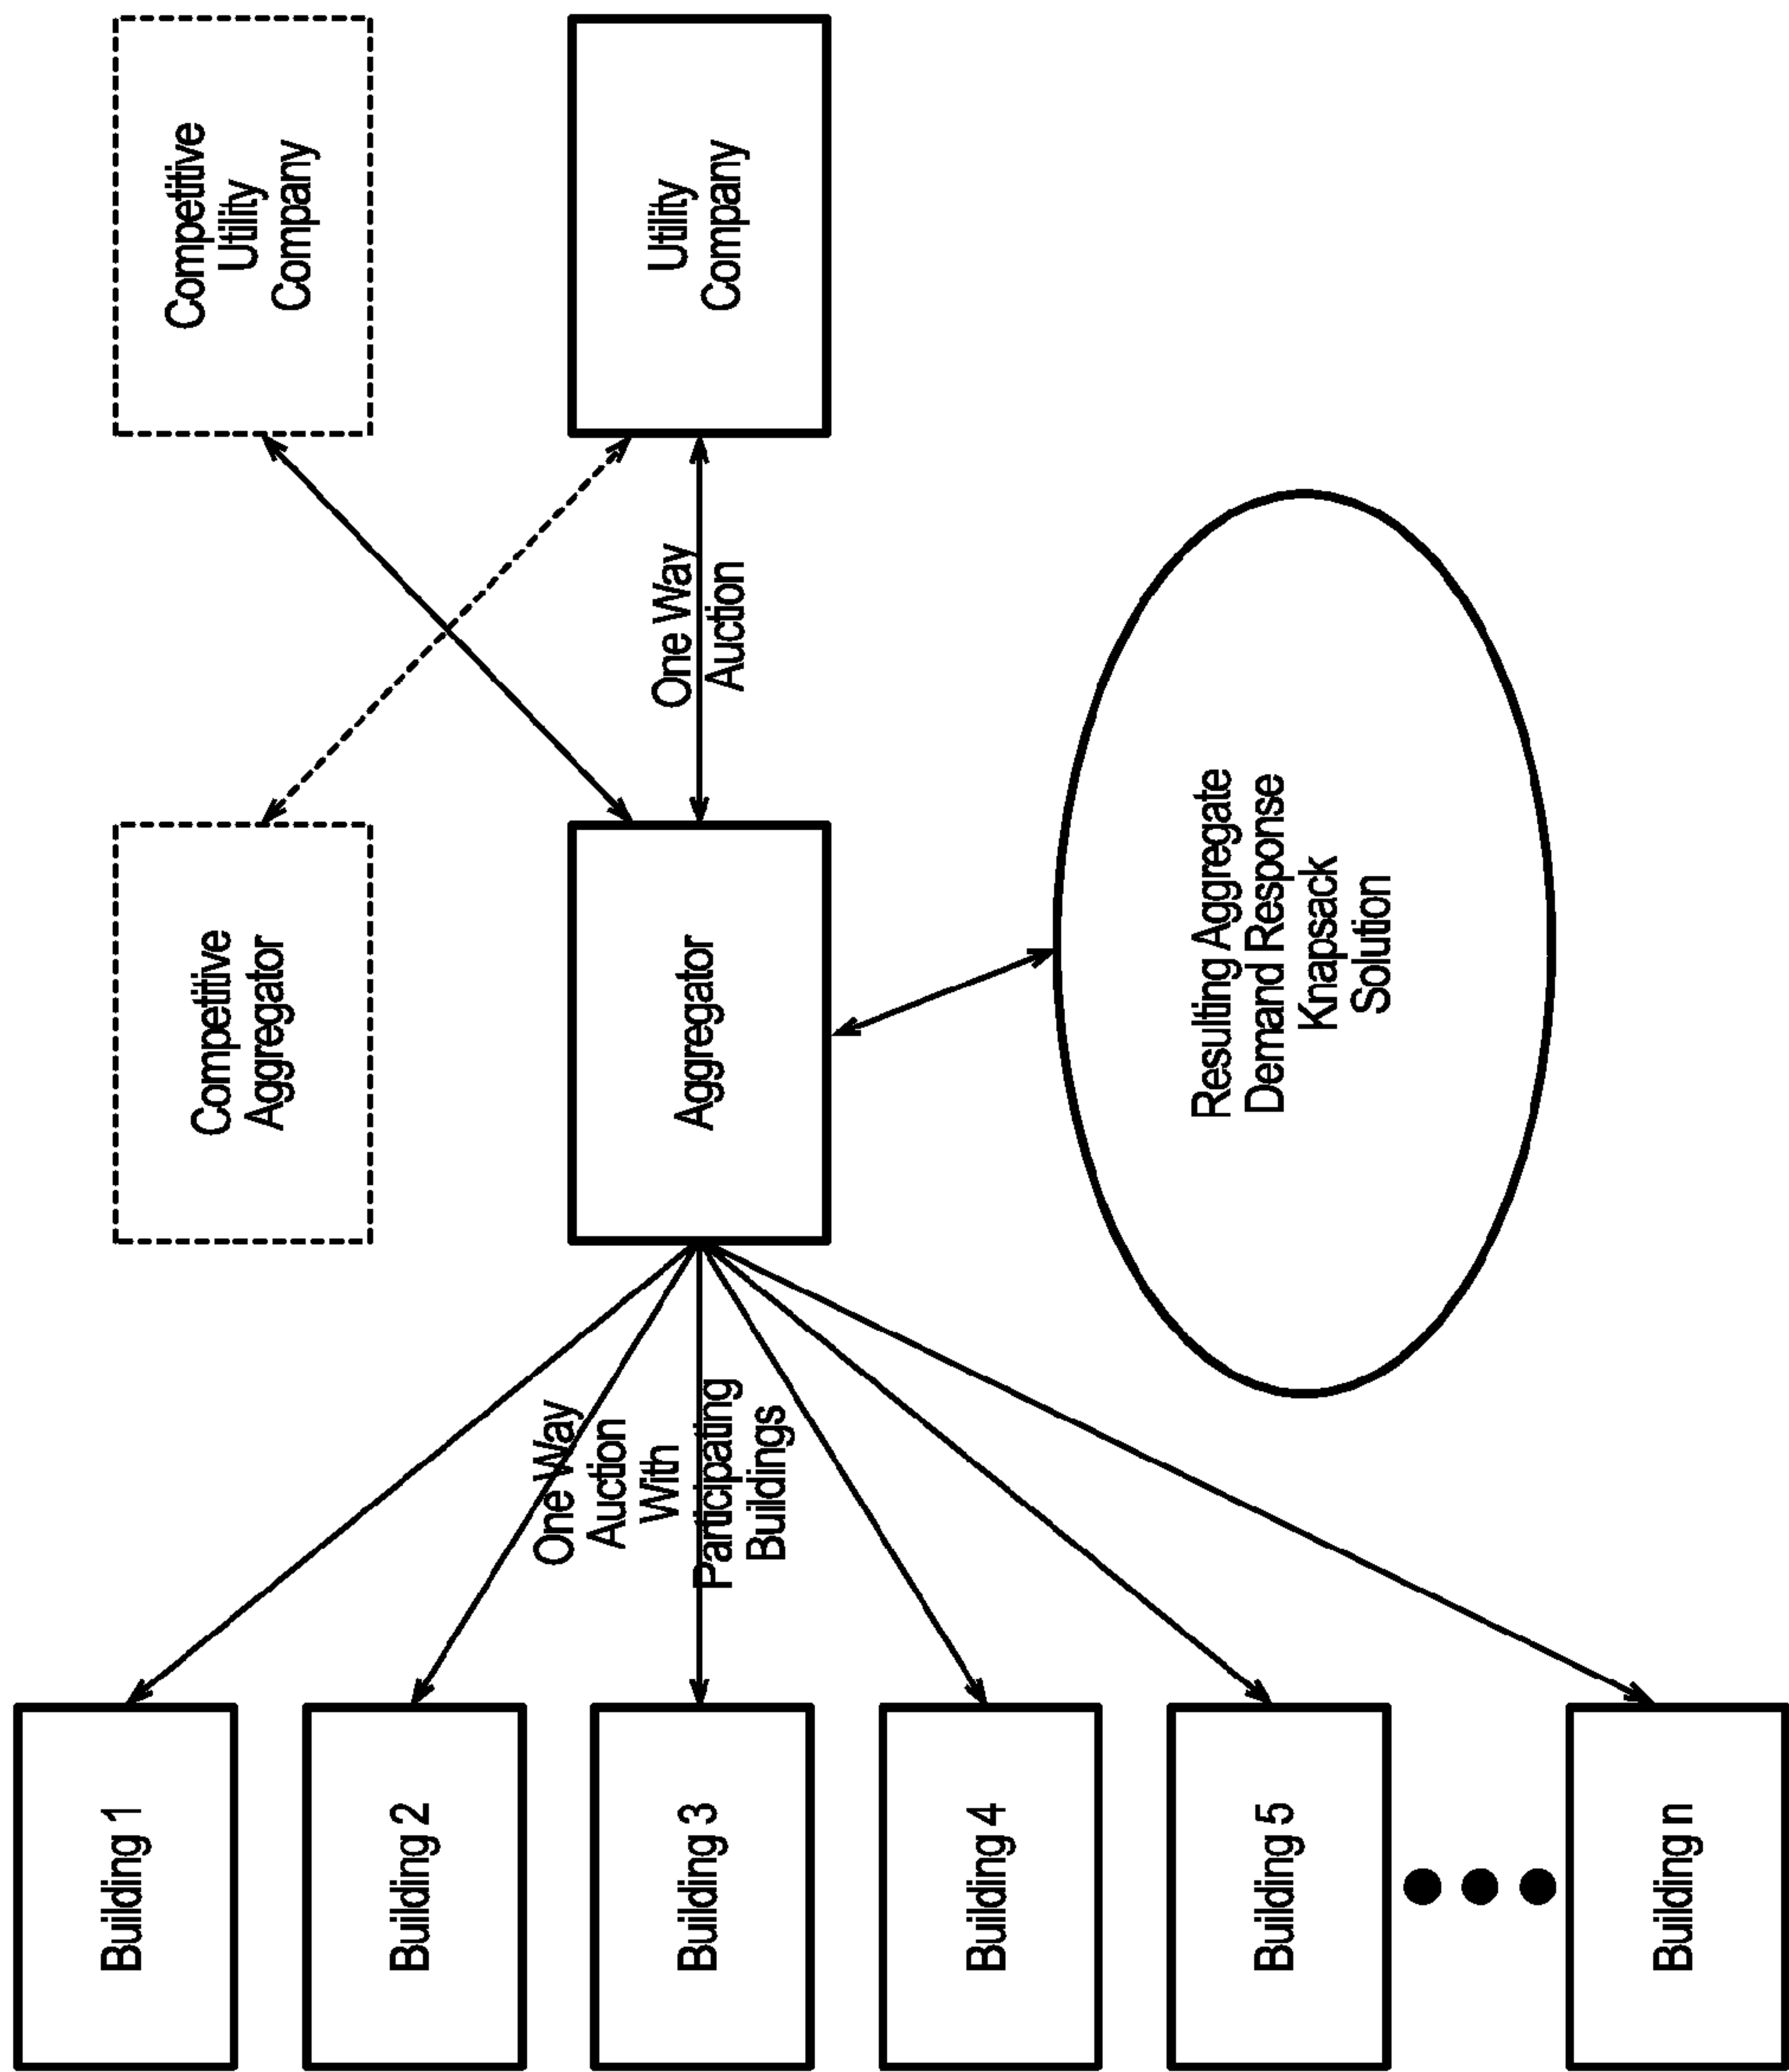 Building 1
Building 2
Building 3
Building 4
Building 5
Building n
One Way
Auction
With
Participating
Buildings
Competitive
Aggregator
Aggregator
Resulting Aggregate
Demand Response
Knapsack
Solution
One Way
Auction
Competitive
Utility
Company
Utility
Company